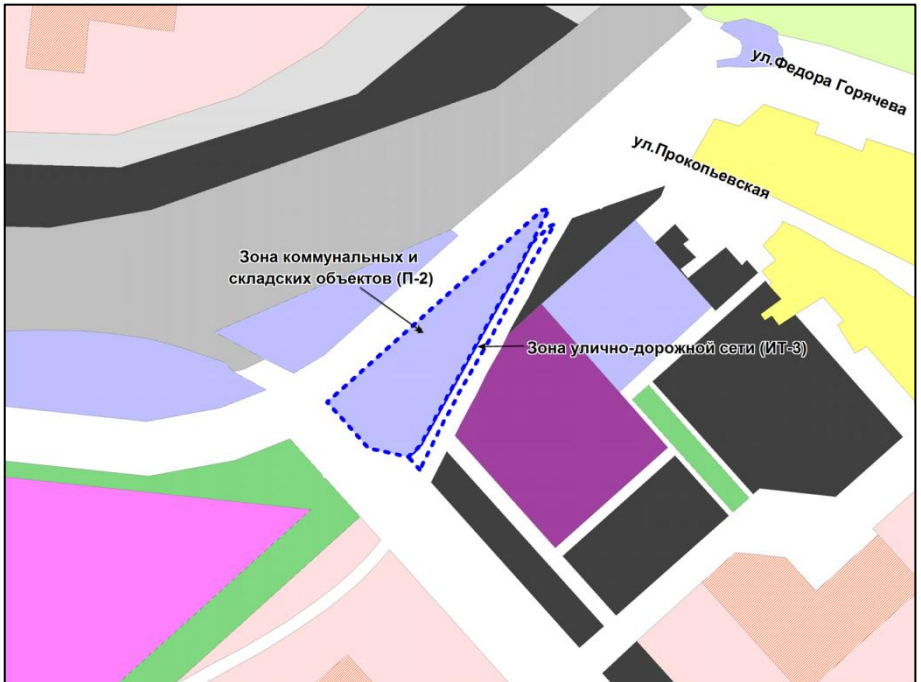 ул.Федора Горячева
ул.Прокопьевская
Зона коммунальных и
складских объектов (П-2)
Зона улично-дорожной сети (ИТ-3)